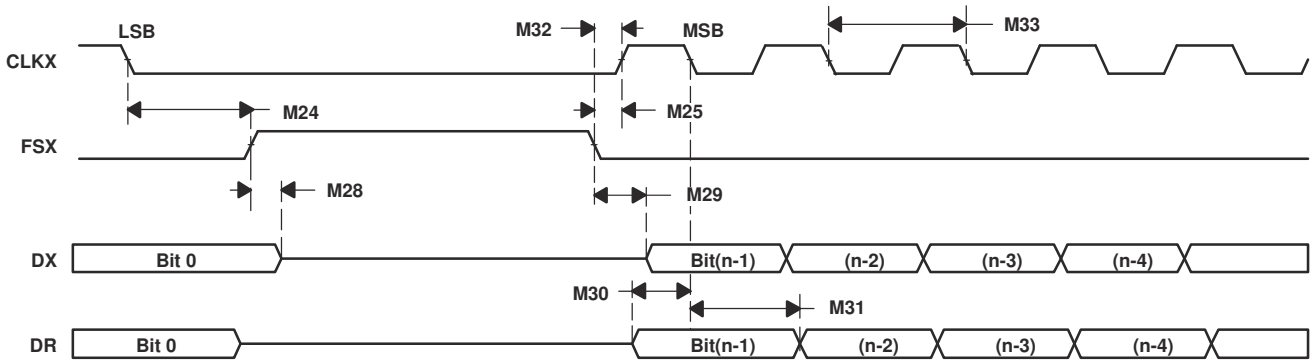 LSB M32 MSB M33
CLKX
M24 M25
FSX
M28 M29
DX Bit 0 Bit(n-1) (n-2) (n-3) (n-4)
M30 M31
DR Bit 0 Bit(n-1) (n-2) (n-3) (n-4)